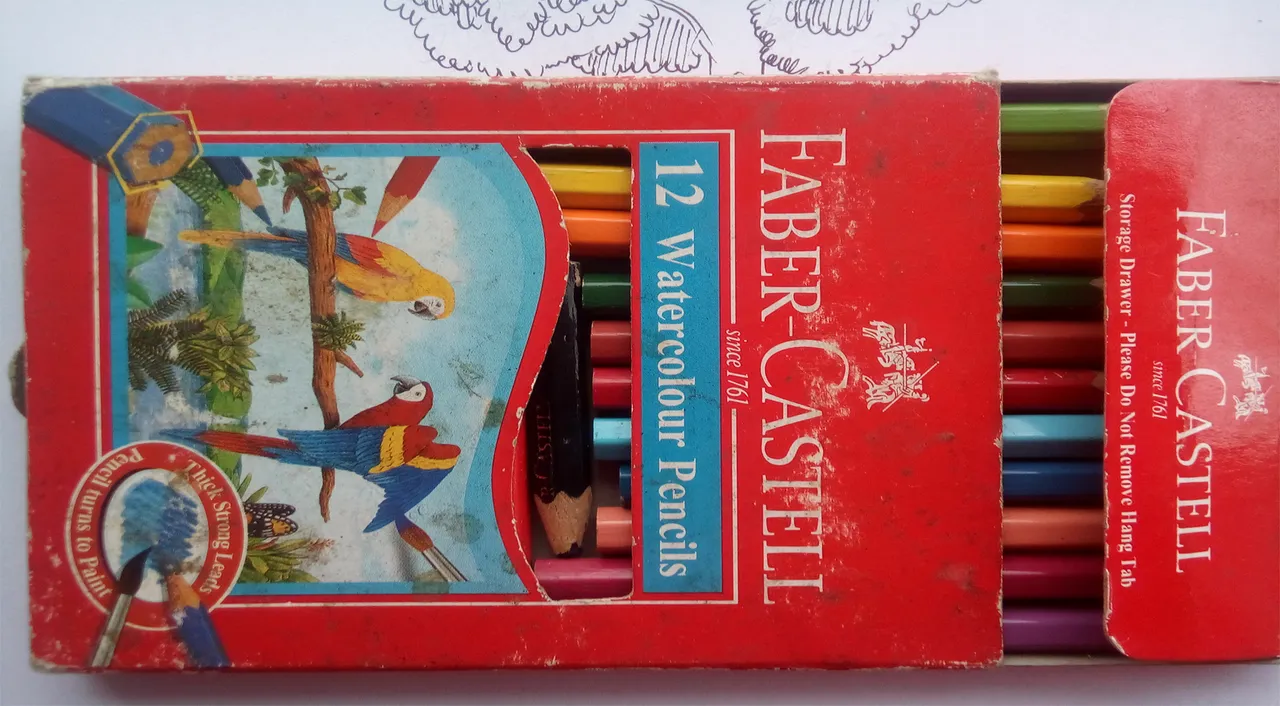 FABER-CASTELL
since 1761
12 Watercolour Pencils
Thick Strong Leads
Pencil turns to Paint
FABER CASTELL
since 1761
Storage Drawer - Please Do Not Remove Hang Tab